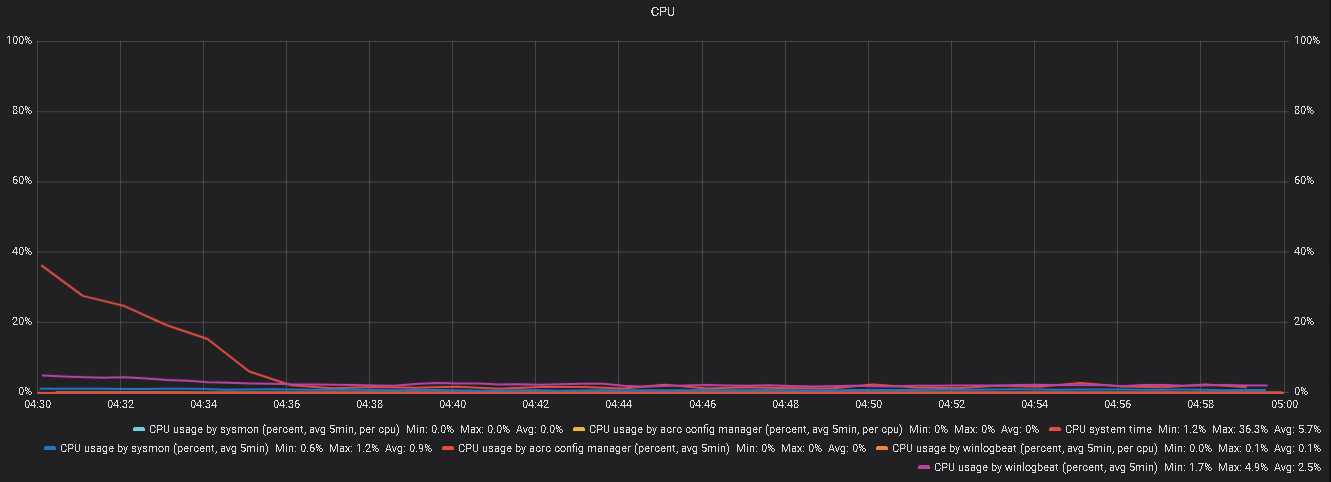 CPU
100% 100%
80% 80%
60% 60%
40% 40%
20% 20%
0% 0%
04:30 04:32 04:34 04:36 04:38 04:40 04:42 04:44 04:46 04:48 04:50 04:52 04:54 04:56 04:58 05:00
CPU usage by sysmon (percent, avg 5min, per cpu) Min: 0.0% Max: 0.0% Avg: 0.0% CPU usage by acrc config manager (percent, avg 5min, per cpu) Min: 0% Max: 0% Avg: 0% CPU system time Min: 1.2% Max: 36.3% Avg: 5.7%
CPU usage by sysmon (percent, avg 5min) Min: 0.6% Max: 1.2% Avg: 0.9% CPU usage by acrc config manager (percent, avg 5min) Min: 0% Max: 0% Avg: 0% CPU usage by winlogbeat (percent, avg 5min, per cpu) Min: 0.0% Max: 0.1% Avg: 0.1%
CPU usage by winlogbeat (percent, avg 5min) Min: 1.7% Max: 4.9% Avg: 2.5%